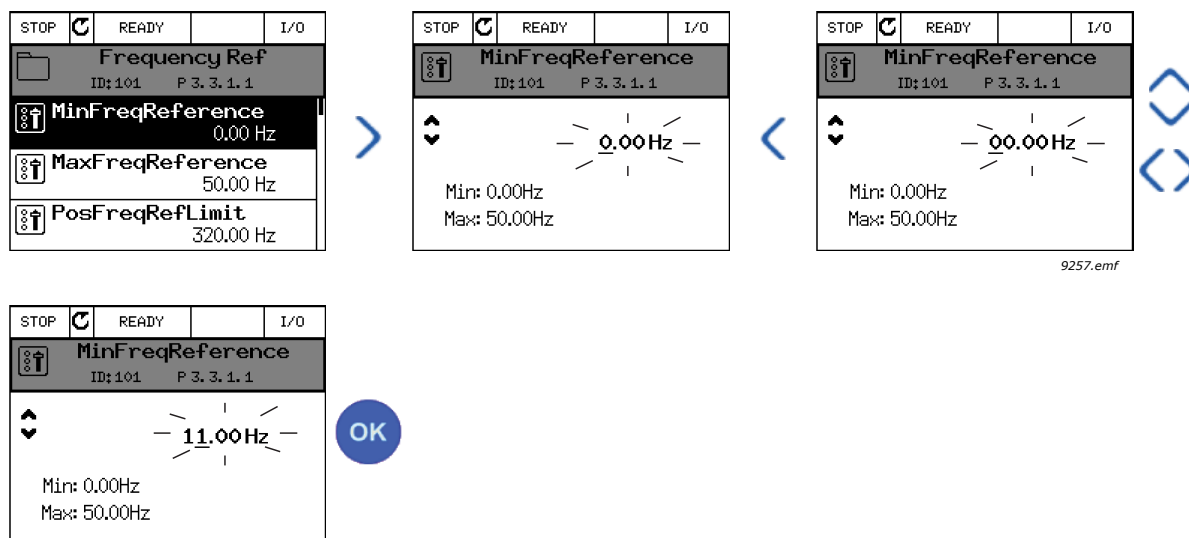 STOP READY I/O
Frequency Ref
ID:101 P 3.3.1.1
MinFreqReference
0.00 Hz
MaxFreqReference
50.00 Hz
PosFreqRefLimit
320.00 Hz
STOP READY I/O
MinFreqReference
ID:101 P 3.3.1.1
0.00 Hz
Min: 0.00Hz
Max: 50.00Hz
STOP READY I/O
MinFreqReference
ID:101 P 3.3.1.1
00.00 Hz
Min: 0.00Hz
Max: 50.00Hz
9257.emf
STOP READY I/O
MinFreqReference
ID:101 P 3.3.1.1
11.00 Hz
Min: 0.00Hz
Max: 50.00Hz
OK